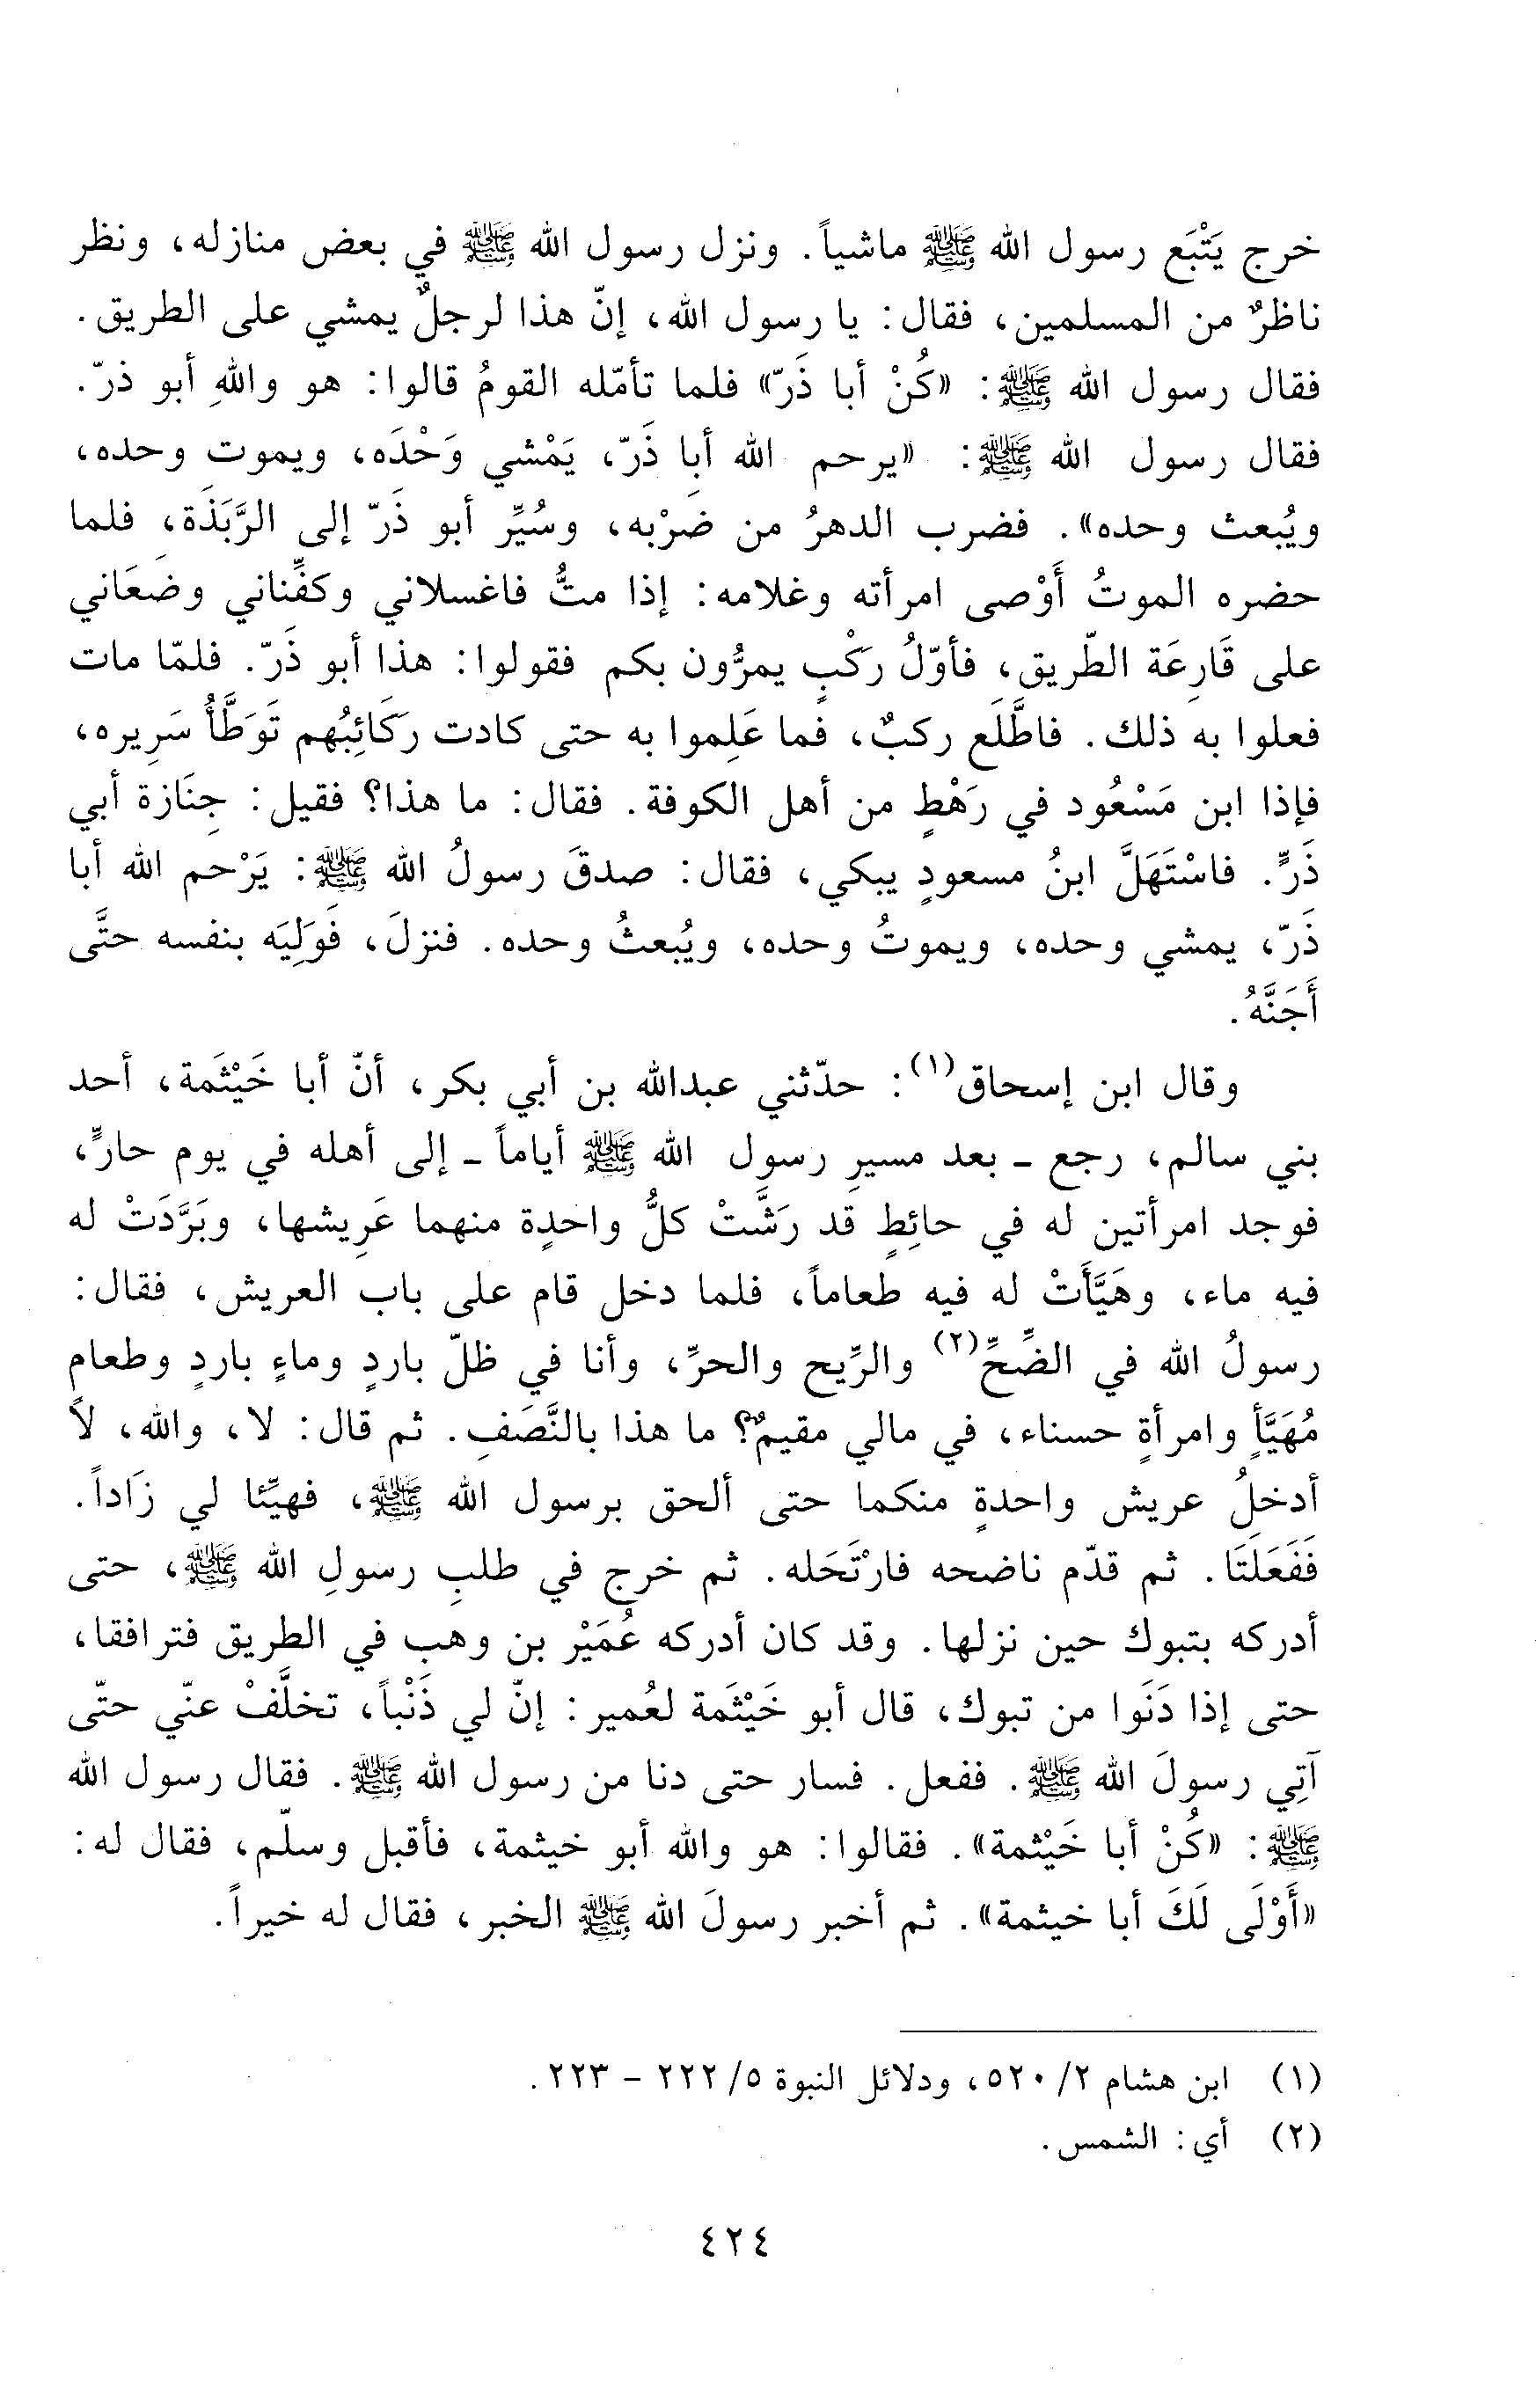 خرج يَتْبَع رسول الله ﷺ ماشياً. ونزل رسول الله ﷺ في بعض منازله، ونظر
ناظرٌ من المسلمين، فقال: يا رسول الله، إنّ هذا لرجلٌ يمشي على الطريق.
فقال رسول الله ﷺ: «كُنْ أبا ذَرّ» فلما تأمّله القومُ قالوا: هو واللهِ أبو ذرّ.
فقال رسول الله ﷺ: «يرحم الله أبا ذَرّ، يَمْشي وَحْدَه، ويموت وحده،
ويُبعث وحده». فضرب الدهرُ من ضَرْبه، وسُيِّر أبو ذَرّ إلى الرَّبَذَة، فلما
حضره الموتُ أَوْصى امرأته وغلامه: إذا متُّ فاغسلاني وكفِّناني وضَعَاني
على قَارِعَة الطّريق، فأوّلُ رَكْبٍ يمرُّون بكم فقولوا: هذا أبو ذَرّ. فلمّا مات
فعلوا به ذلك. فاطَّلَع ركبٌ، فما عَلِموا به حتى كادت رَكَائِبُهم تَوَطَّأُ سَرِيره،
فإذا ابن مَسْعُود في رَهْطٍ من أهل الكوفة. فقال: ما هذا؟ فقيل: جِنَازة أبي
ذَرٍّ. فاسْتَهَلَّ ابنُ مسعودٍ يبكي، فقال: صدقَ رسولُ الله ﷺ: يَرْحم الله أبا
ذَرّ، يمشي وحده، ويموتُ وحده، ويُبعثُ وحده. فنزلَ، فَوَلِيَه بنفسه حتَّى
أَجَنَّهُ.
وقال ابن إسحاق(١): حدّثني عبدالله بن أبي بكر، أنّ أبا خَيْثَمة، أحد
بني سالم، رجع ـ بعد مسيرِ رسول الله ﷺ أياماً ـ إلى أهله في يوم حارٍّ،
فوجد امرأتين له في حائِطٍ قد رَشَّتْ كلُّ واحدٍة منهما عَرِيشها، وبَرَّدَتْ له
فيه ماء، وهَيَّأَتْ له فيه طعاماً، فلما دخل قام على باب العريش، فقال:
رسولُ الله في الضِّحِّ(٢) والرِّيح والحرِّ، وأنا في ظلّ باردٍ وماءٍ باردٍ وطعام
مُهَيَّأٍ وامرأةٍ حسناء، في مالي مقيمٌ؟ ما هذا بالنَّصَفِ. ثم قال: لا، والله، لاَ
أدخلُ عريش واحدةٍ منكما حتى ألحق برسول الله ﷺ، فهيِّئا لي زَاداً.
فَفَعَلَتَا. ثم قدّم ناضحه فارْتَحَله. ثم خرج في طلبِ رسولِ الله ﷺ، حتى
أدركه بتبوك حين نزلها. وقد كان أدركه عُمَيْر بن وهب في الطريق فترافقا،
حتى إذا دَنَوا من تبوك، قال أبو خَيْثَمة لعُمير: إنّ لي ذَنْباً، تخلَّفْ عنّي حتّى
آتِي رسولَ الله ﷺ. ففعل. فسار حتى دنا من رسول الله ﷺ. فقال رسول الله
ﷺ: «كُنْ أبا خَيْثمة». فقالوا: هو والله أبو خيثمة، فأقبل وسلّم، فقال له:
«أَوْلَى لَكَ أبا خيثمة». ثم أخبر رسولَ الله ﷺ الخبر، فقال له خيراً.
(١) ابن هشام ٢/ ٥٢٠، ودلائل النبوة ٥/ ٢٢٢ - ٢٢٣.
(٢) أي: الشمس.
٤٢٤